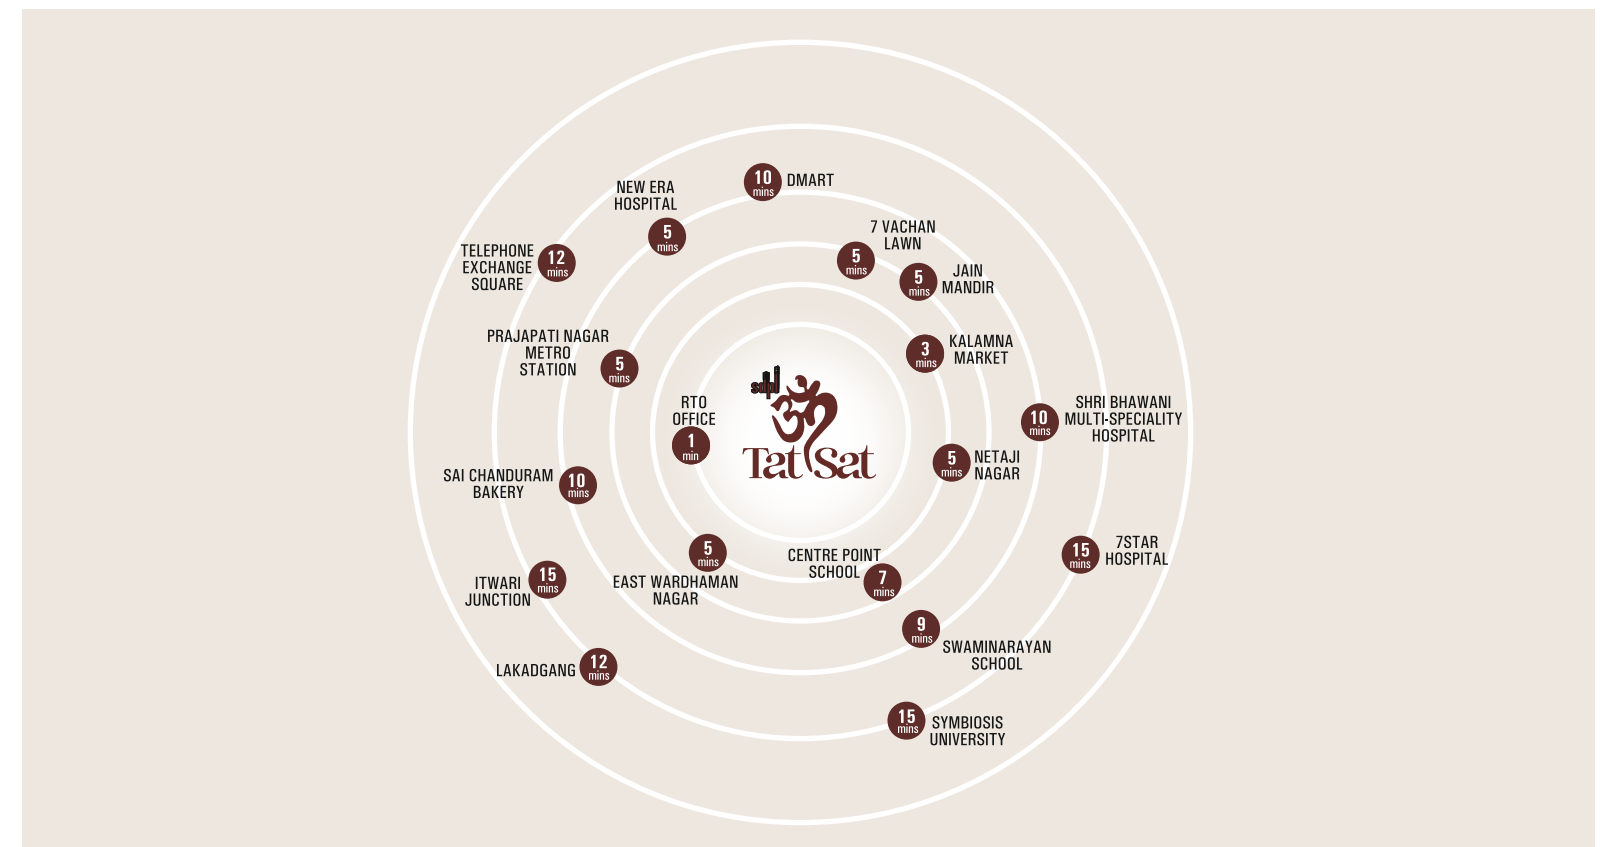 10
mins
DMART
NEW ERA
HOSPITAL
5
mins
7 VACHAN
LAWN
5
mins
TELEPHONE
EXCHANGE
SQUARE
12
mins
JAIN
MANDIR
5
mins
PRAJAPATI NAGAR
METRO
STATION
5
mins
3
mins
KALAMNA
MARKET
sdpl
ॐ
Tat Sat
RTO
OFFICE
1
min
10
mins
SHRI BHAWANI
MULTI-SPECIALITY
HOSPITAL
5
mins
NETAJI
NAGAR
SAI CHANDURAM
BAKERY
10
mins
5
mins
EAST WARDHAMAN
NAGAR
CENTRE POINT
SCHOOL
7
mins
15
mins
7STAR
HOSPITAL
ITWARI
JUNCTION
15
mins
9
mins
SWAMINARAYAN
SCHOOL
LAKADGANG
12
mins
15
mins
SYMBIOSIS
UNIVERSITY